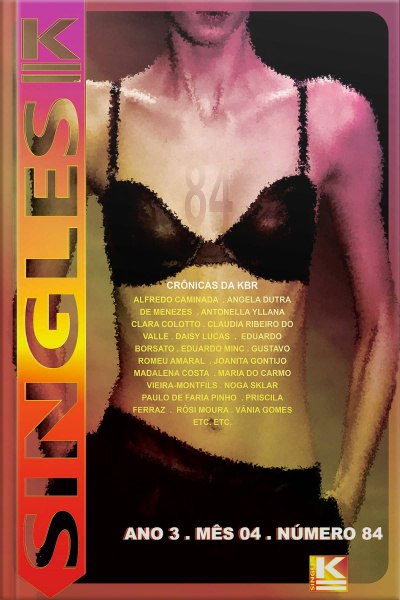 SINGLES K
84
CRÔNICAS DA KBR
ALFREDO CAMINADA . ANGELA DUTRA
DE MENEZES . ANTONELLA YLLANA
CLARA COLOTTO . CLAUDIA RIBEIRO DO
VALLE . DAISY LUCAS . EDUARDO
BORSATO . EDUARDO MINC . GUSTAVO
ROMEU AMARAL . JOANITA GONTIJO
MADALENA COSTA . MARIA DO CARMO
VIEIRA-MONTFILS . NOGA SKLAR
PAULO DE FARIA PINHO . PRISCILA
FERRAZ . RÔSI MOURA . VÂNIA GOMES
ETC. ETC.
ANO 3 . MÊS 04 . NÚMERO 84
SINGLES K